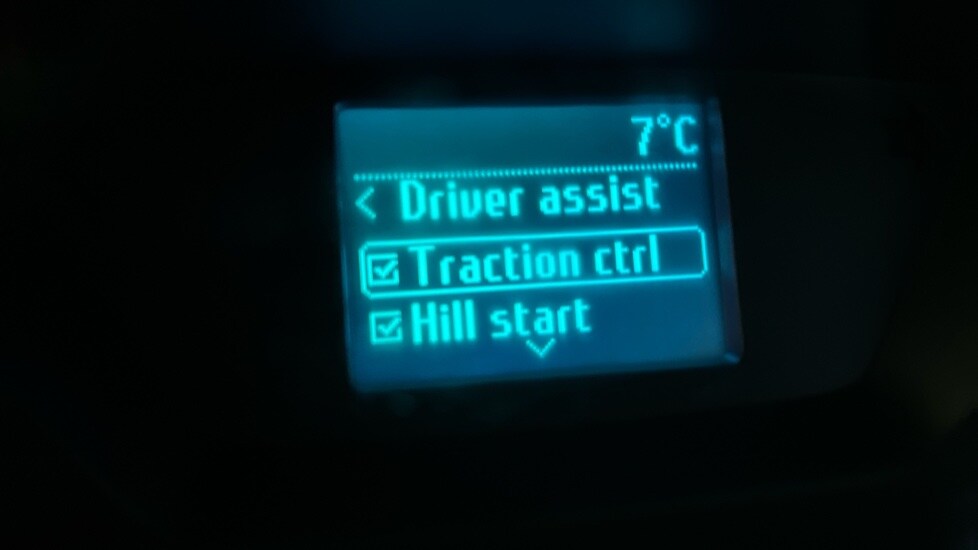 7°C
< Driver assist
Traction ctrl
Hill start